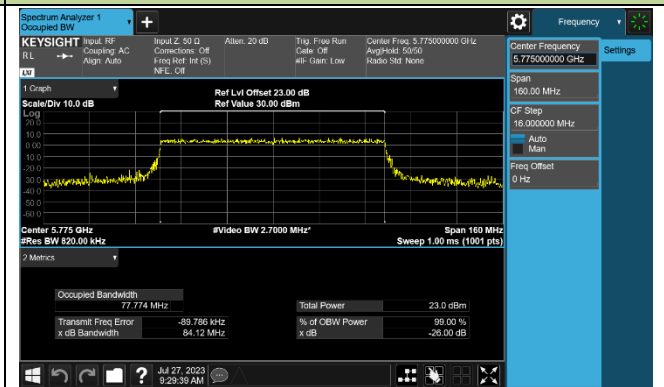 Spectrum Analyzer 1
Occupied BW
+
Frequency
KEYSIGHT Input: RF Input Z: 50 Ω Atten: 20 dB Trig: Free Run Center Freq: 5.775000000 GHz
RL Coupling: AC Corrections: Off Gate: Off Avg|Hold: 50/50
Align: Auto Freq Ref: Int (S) #IF Gain: Low Radio Std: None
NFE: Off
LXI
Center Frequency
5.775000000 GHz
Settings
Span
160.00 MHz
CF Step
16.000000 MHz
Auto
Man
Freq Offset
0 Hz
1 Graph
Ref Lvl Offset 23.00 dB
Scale/Div 10.0 dB Ref Value 30.00 dBm
Log
20.0
10.0
0.00
-10.0
-20.0
-30.0
-40.0
-50.0
-60.0
Center 5.775 GHz #Video BW 2.7000 MHz* Span 160 MHz
#Res BW 820.00 kHz Sweep 1.00 ms (1001 pts)
2 Metrics
Occupied Bandwidth
77.774 MHz Total Power 23.0 dBm
Transmit Freq Error -89.786 kHz % of OBW Power 99.00 %
x dB Bandwidth 84.12 MHz x dB -26.00 dB
? Jul 27, 2023
9:29:39 AM